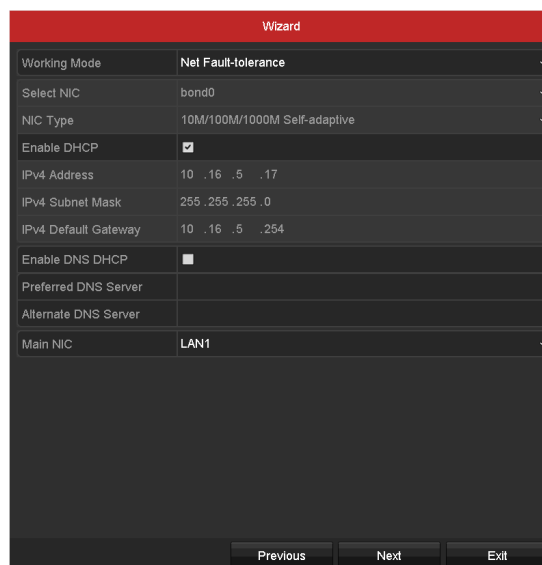 Wizard
Working Mode Net Fault-tolerance
Select NIC bond0
NIC Type 10M/100M/1000M Self-adaptive
Enable DHCP
IPv4 Address 10 .16 .5 .17
IPv4 Subnet Mask 255.255.255.0
IPv4 Default Gateway 10 .16 .5 .254
Enable DNS DHCP
Preferred DNS Server
Alternate DNS Server
Main NIC LAN1
Previous Next Exit